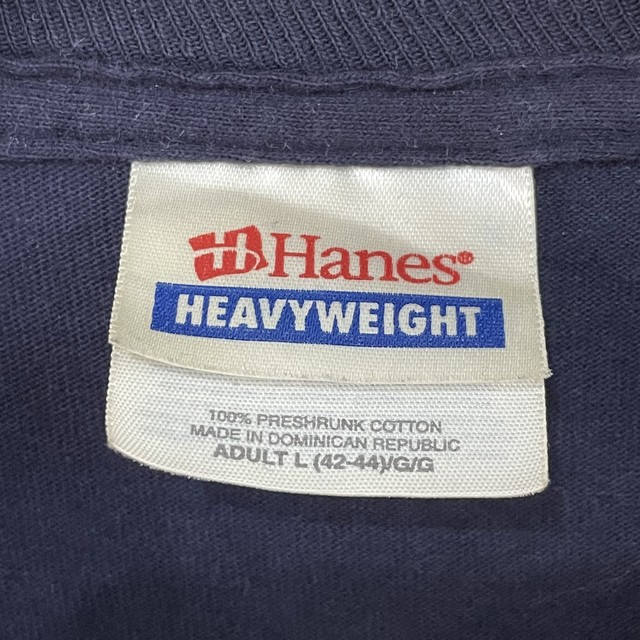 Hanes®
HEAVYWEIGHT
100% PRESHRUNK COTTON
MADE IN DOMINICAN REPUBLIC
ADULT L (42-44)/G/G